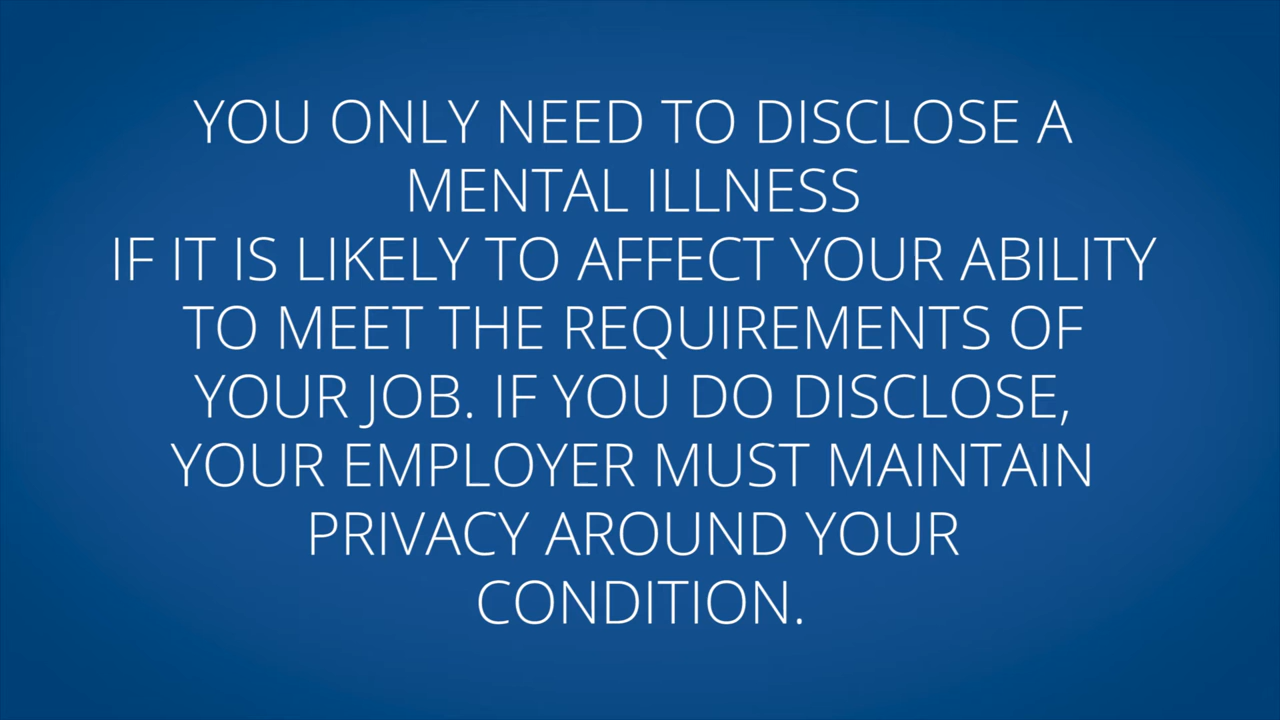 YOU ONLY NEED TO DISCLOSE A
MENTAL ILLNESS
IF IT IS LIKELY TO AFFECT YOUR ABILITY
TO MEET THE REQUIREMENTS OF
YOUR JOB. IF YOU DO DISCLOSE,
YOUR EMPLOYER MUST MAINTAIN
PRIVACY AROUND YOUR
CONDITION.